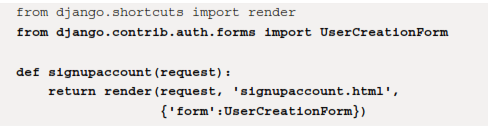 from django.shortcuts import render
from django.contrib.auth.forms import UserCreationForm
def signupaccount(request):
    return render(request, 'signupaccount.html',
                  {'form':UserCreationForm})